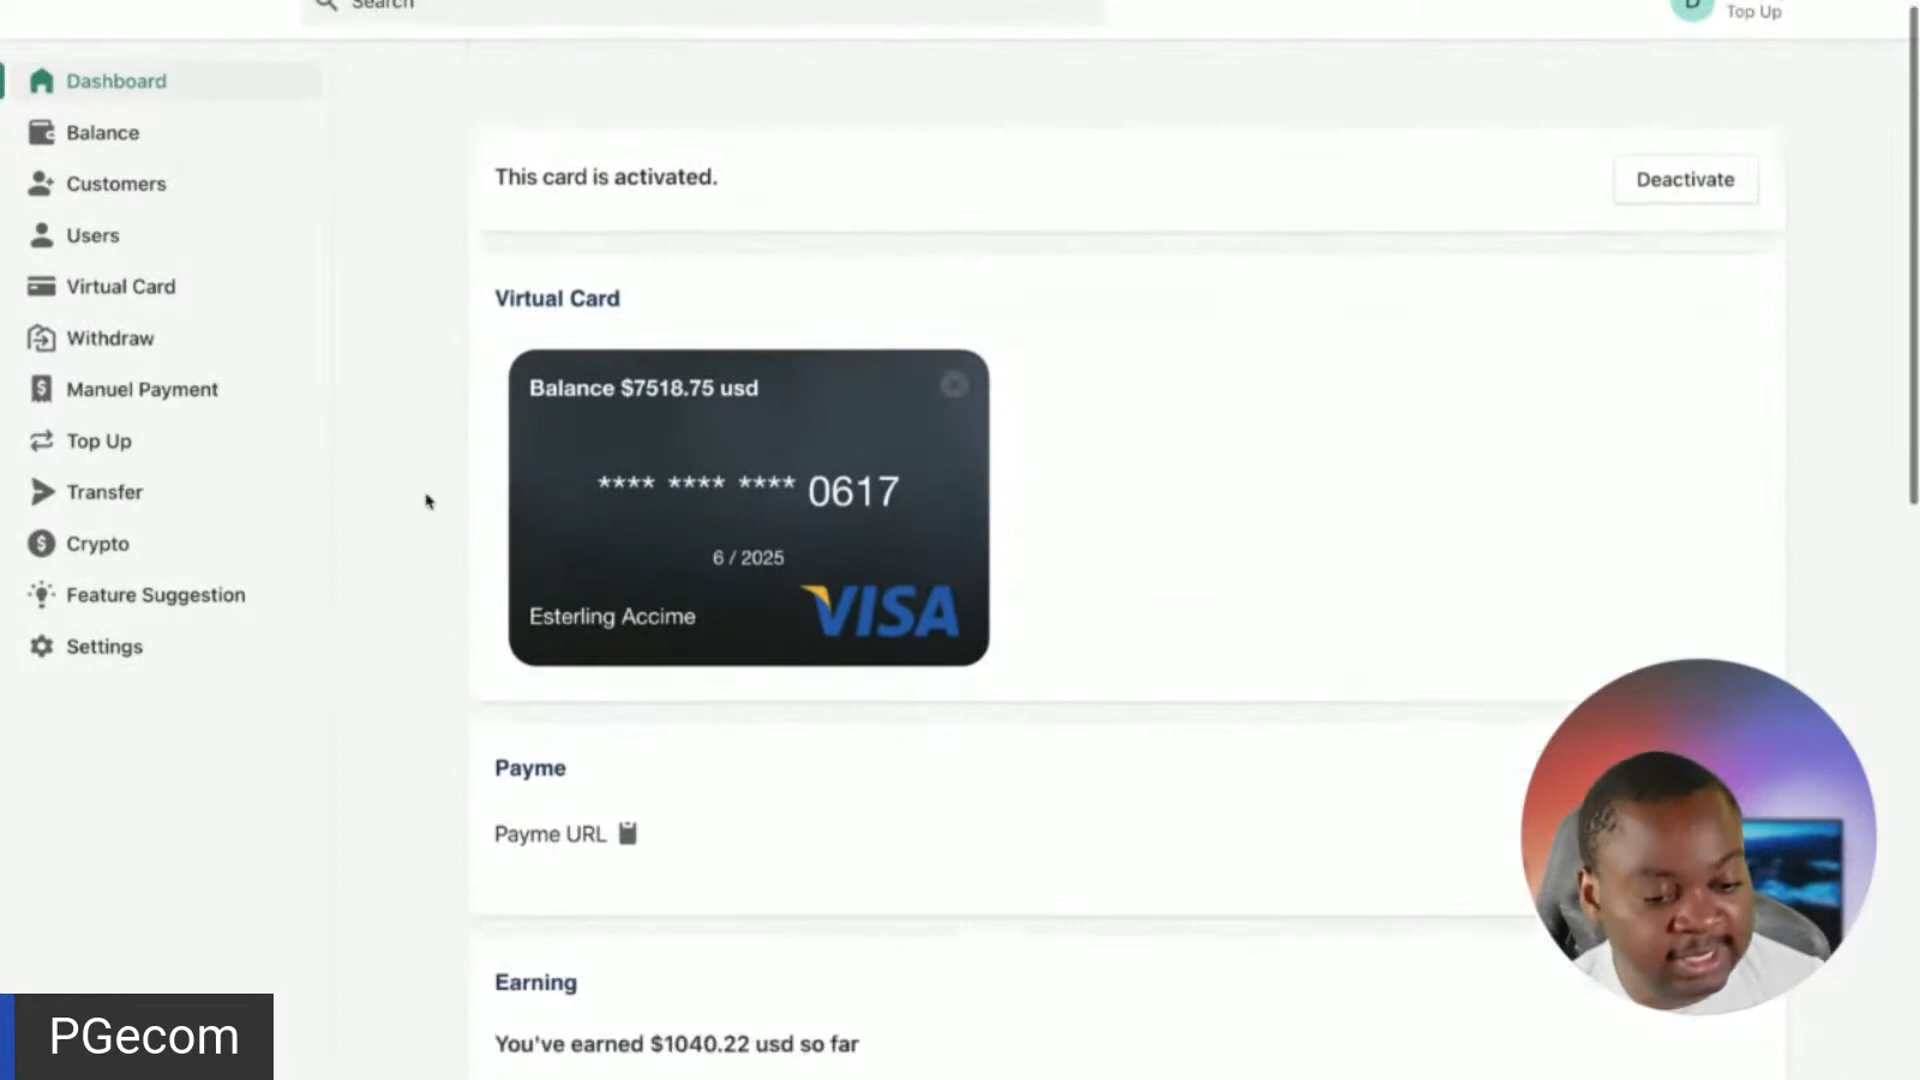 Search
Top Up
Dashboard
Balance
Customers
Users
Virtual Card
Withdraw
Manuel Payment
Top Up
Transfer
Crypto
Feature Suggestion
Settings
This card is activated.
Deactivate
Virtual Card
Balance $7518.75 usd
**** **** **** 0617
6 / 2025
Esterling Accime
VISA
Payme
Payme URL
Earning
You've earned $1040.22 usd so far
PGecom